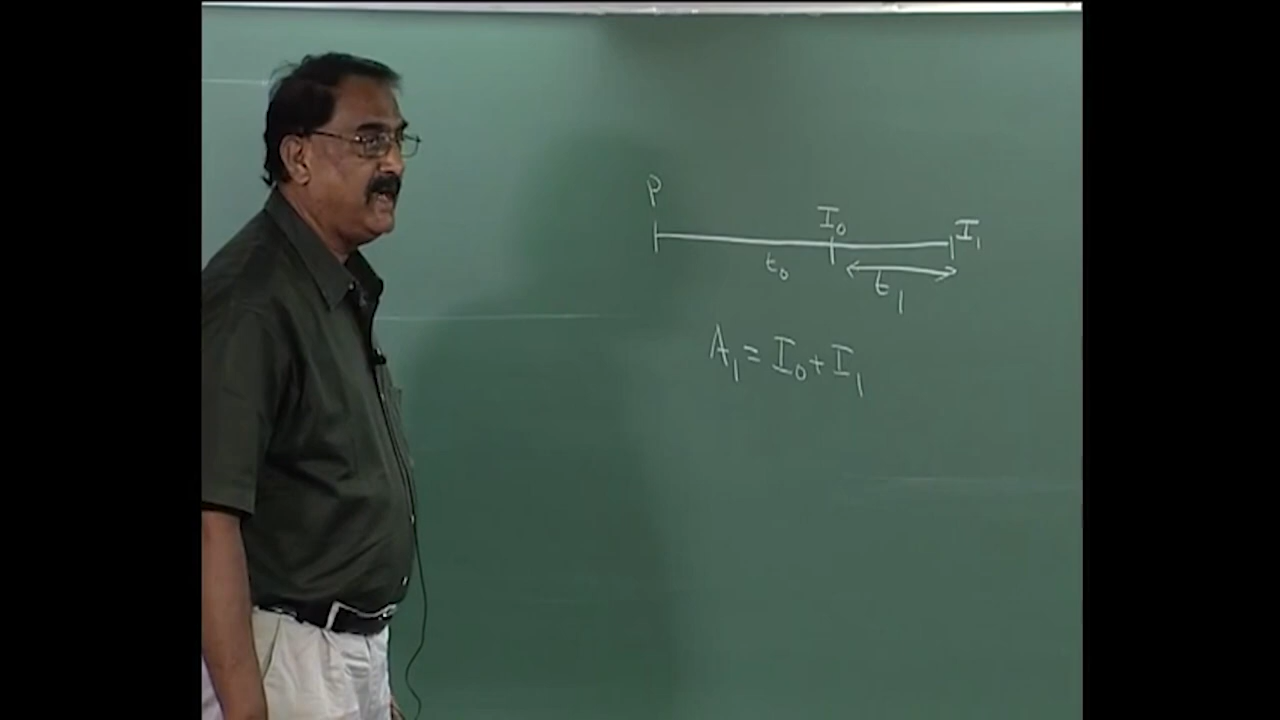 P
I₀ I₁
t₀ t₁
A₁ = I₀ + I₁